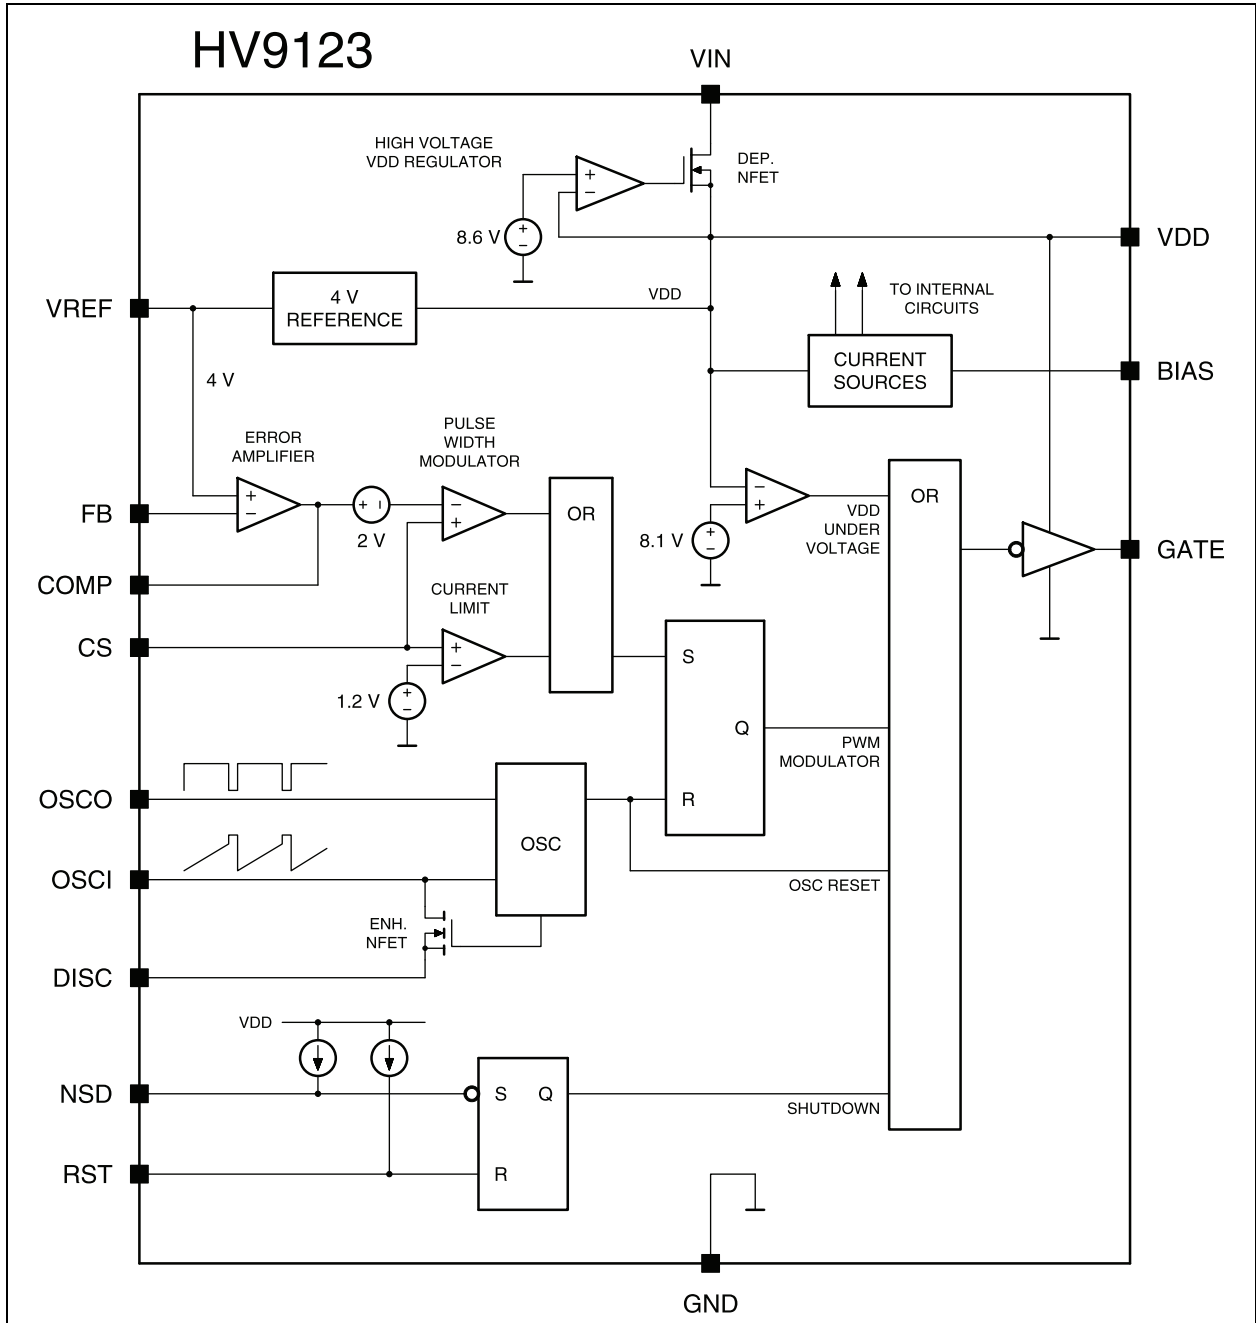 HV9123
VIN
HIGH VOLTAGE
VDD REGULATOR
DEP.
NFET
+
−
8.6 V
+
−
VDD
VREF
4 V
REFERENCE
VDD
TO INTERNAL
CIRCUITS
CURRENT
SOURCES
BIAS
4 V
ERROR
AMPLIFIER
PULSE
WIDTH
MODULATOR
FB
+
−
+ −
2 V
−
+
OR
−
+
8.1 V
+
−
VDD
UNDER
VOLTAGE
OR
GATE
COMP
CURRENT
LIMIT
CS
+
−
1.2 V
+
−
S
Q
R
PWM
MODULATOR
OSCO
OSC
OSCI
OSC RESET
ENH.
NFET
DISC
VDD
NSD
S Q
SHUTDOWN
RST
R
GND